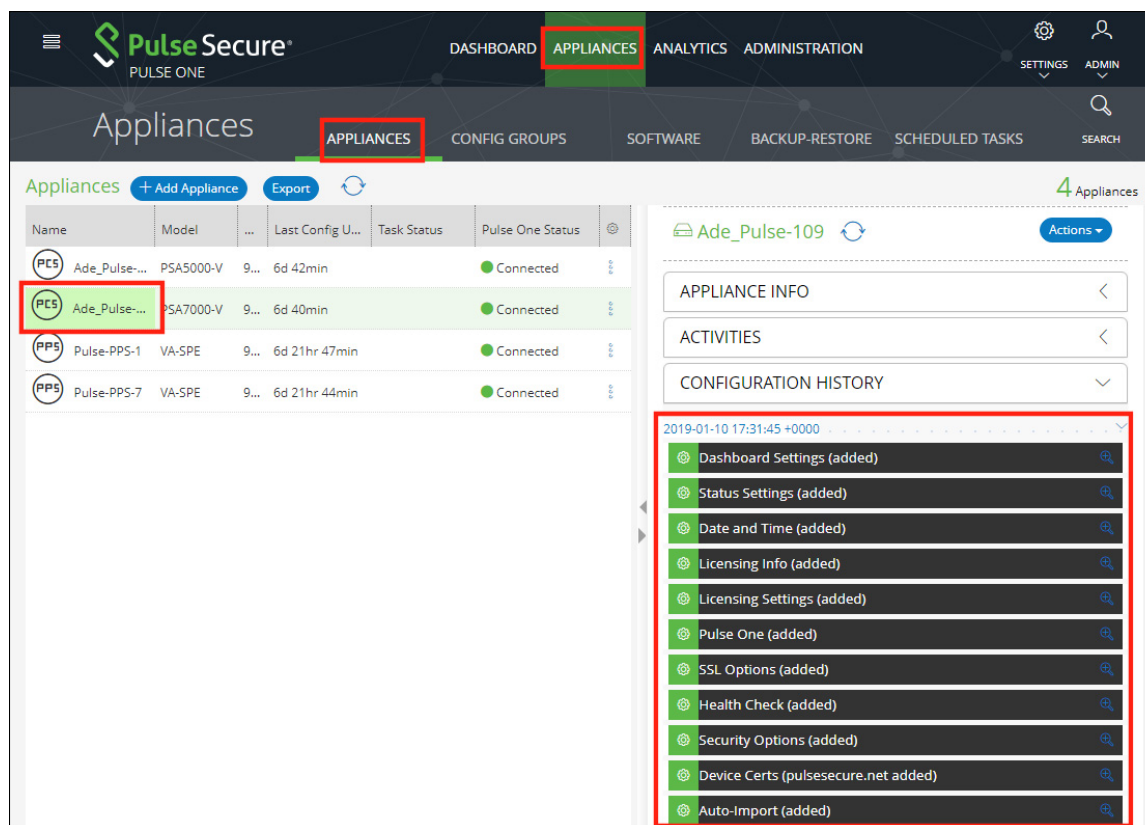 Pulse Secure®
PULSE ONE
DASHBOARD APPLIANCES ANALYTICS ADMINISTRATION
SETTINGS ADMIN
Appliances
APPLIANCES CONFIG GROUPS SOFTWARE BACKUP-RESTORE SCHEDULED TASKS
SEARCH
Appliances + Add Appliance Export 4 Appliances
Name Model ... Last Config U... Task Status Pulse One Status
PCS Ade_Pulse-... PSA5000-V 9... 6d 42min Connected
PCS Ade_Pulse-... PSA7000-V 9... 6d 40min Connected
PPS Pulse-PPS-1 VA-SPE 9... 6d 21hr 47min Connected
PPS Pulse-PPS-7 VA-SPE 9... 6d 21hr 44min Connected
Ade_Pulse-109 Actions
APPLIANCE INFO
ACTIVITIES
CONFIGURATION HISTORY
2019-01-10 17:31:45 +0000
Dashboard Settings (added)
Status Settings (added)
Date and Time (added)
Licensing Info (added)
Licensing Settings (added)
Pulse One (added)
SSL Options (added)
Health Check (added)
Security Options (added)
Device Certs (pulsesecure.net added)
Auto-Import (added)